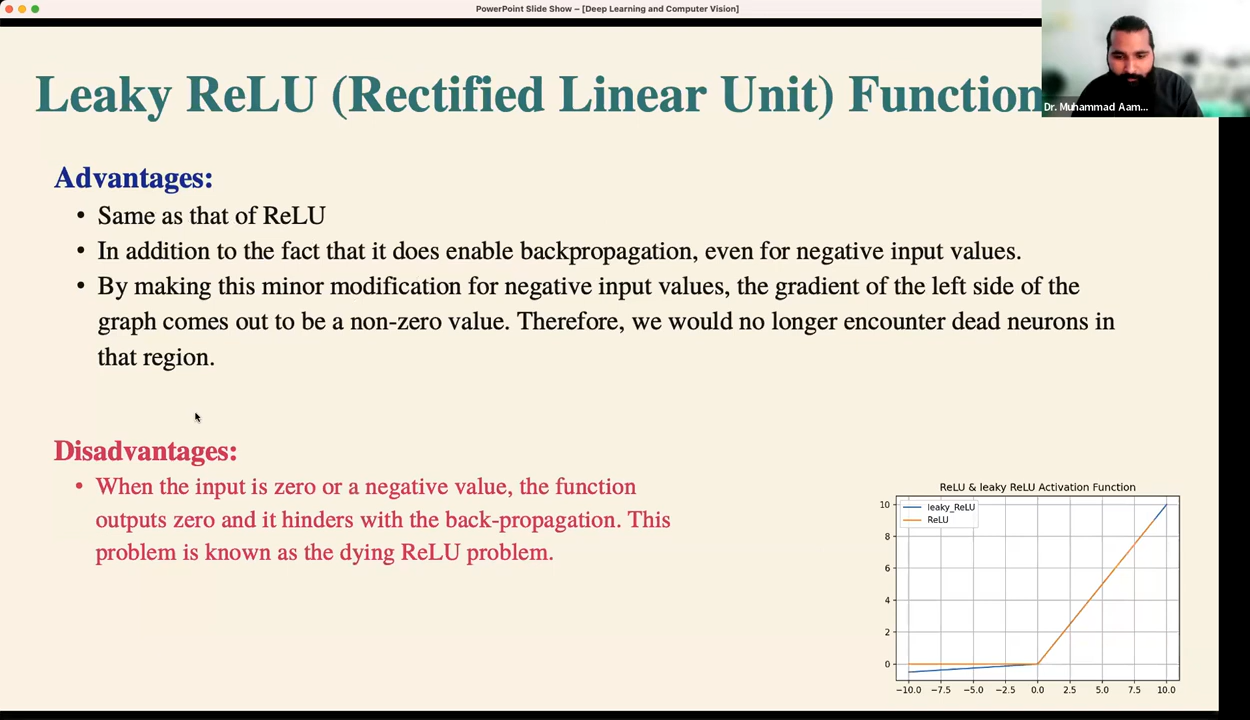 PowerPoint Slide Show – [Deep Learning and Computer Vision]
Leaky ReLU (Rectified Linear Unit) Function
Dr. Muhammad Aam...
Advantages:
• Same as that of ReLU
• In addition to the fact that it does enable backpropagation, even for negative input values.
• By making this minor modification for negative input values, the gradient of the left side of the
graph comes out to be a non-zero value. Therefore, we would no longer encounter dead neurons in
that region.
Disadvantages:
• When the input is zero or a negative value, the function
outputs zero and it hinders with the back-propagation. This
problem is known as the dying ReLU problem.
ReLU & leaky ReLU Activation Function
leaky_ReLU
ReLU
10
8
6
4
2
0
−10.0 −7.5 −5.0 −2.5 0.0 2.5 5.0 7.5 10.0